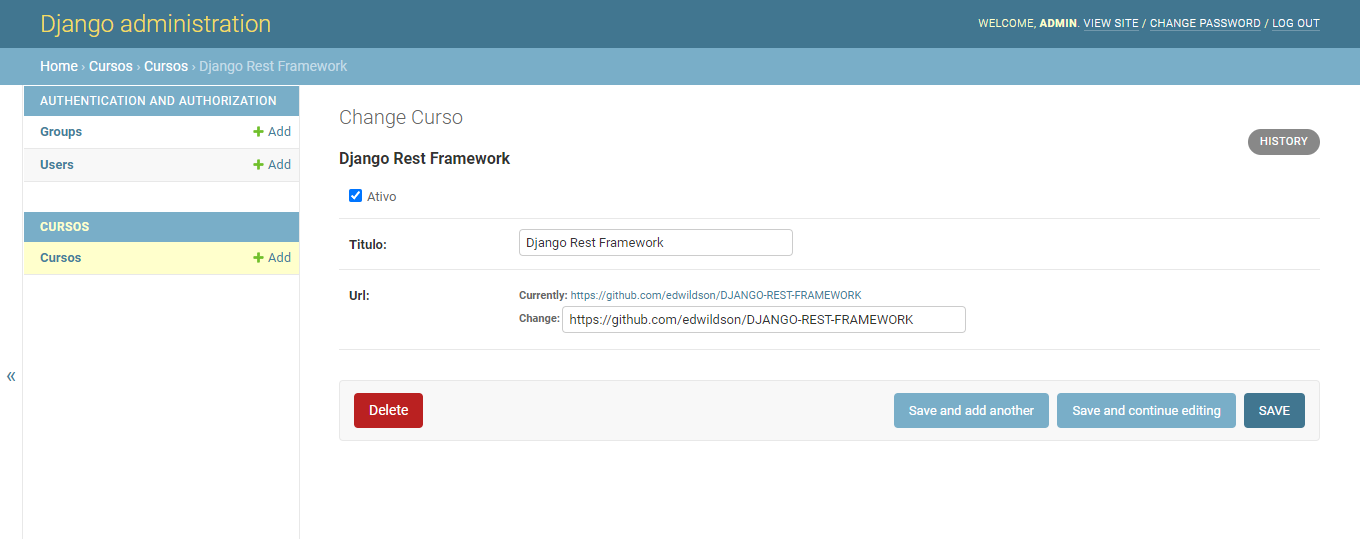 Django administration
WELCOME, ADMIN. VIEW SITE / CHANGE PASSWORD / LOG OUT
Home › Cursos › Cursos › Django Rest Framework
AUTHENTICATION AND AUTHORIZATION
Groups + Add
Users + Add
CURSOS
Cursos + Add
«
Change Curso
HISTORY
Django Rest Framework
Ativo
Titulo: Django Rest Framework
Url: Currently: https://github.com/edwildson/DJANGO-REST-FRAMEWORK
Change: https://github.com/edwildson/DJANGO-REST-FRAMEWORK
Delete Save and add another Save and continue editing SAVE